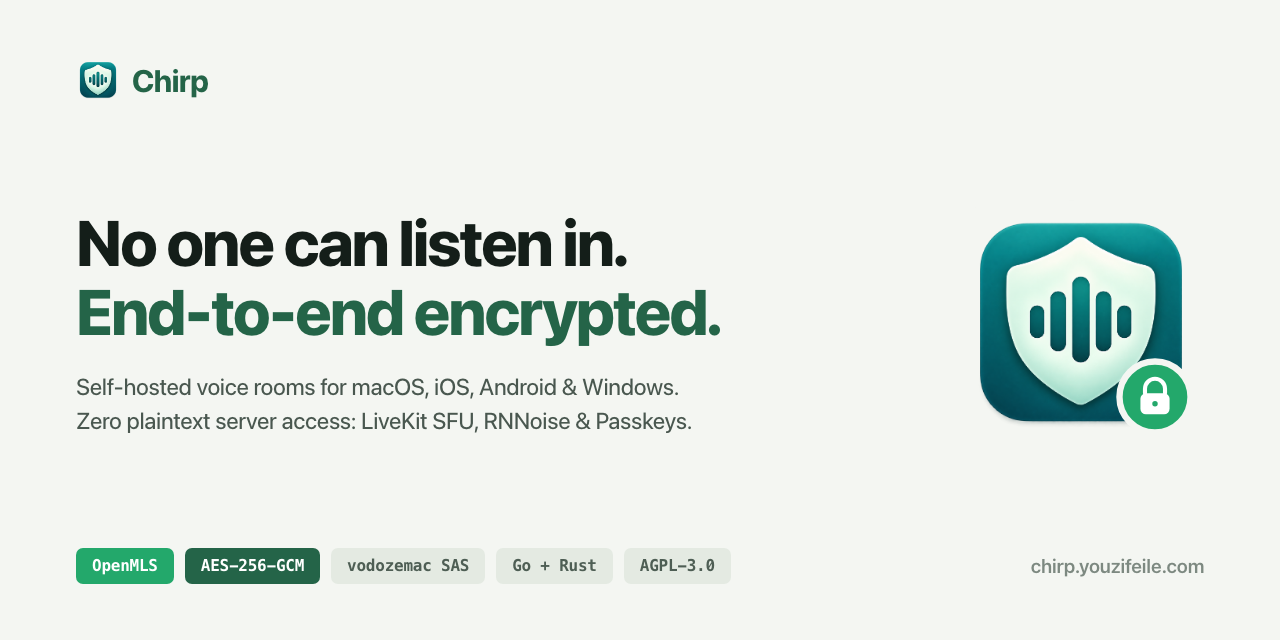 Chirp
No one can listen in.
End-to-end encrypted.
Self-hosted voice rooms for macOS, iOS, Android & Windows.
Zero plaintext server access: LiveKit SFU, RNNoise & Passkeys.
OpenMLS AES-256-GCM vodozemac SAS Go + Rust AGPL-3.0 chirp.youzifeile.com